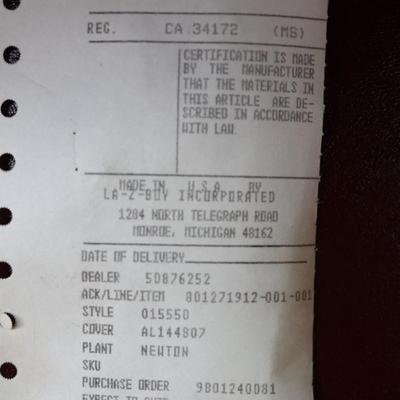 REG. CA 34172 (MS)
CERTIFICATION IS MADE
BY THE MANUFACTURER
THAT THE MATERIALS IN
THIS ARTICLE ARE DE-
SCRIBED IN ACCORDANCE
WITH LAW.
MADE IN U.S.A. BY
LA-Z-BOY INCORPORATED
1284 NORTH TELEGRAPH ROAD
MONROE, MICHIGAN 48162
DATE OF DELIVERY
DEALER 50876252
ACK/LINE/ITEM 801271912-001-001
STYLE 015550
COVER AL144807
PLANT NEWTON
SKU
PURCHASE ORDER 9801240081
EXPECT TO SHIP